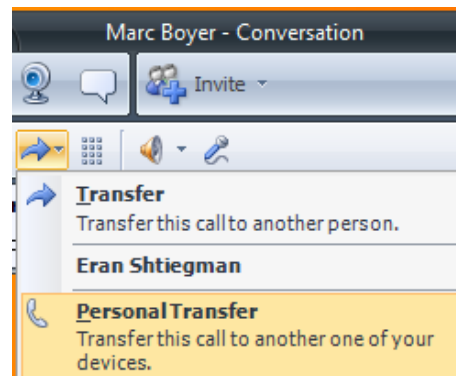 Marc Boyer - Conversation
Invite
Transfer
Transfer this call to another person.
Eran Shtiegman
Personal Transfer
Transfer this call to another one of your
devices.